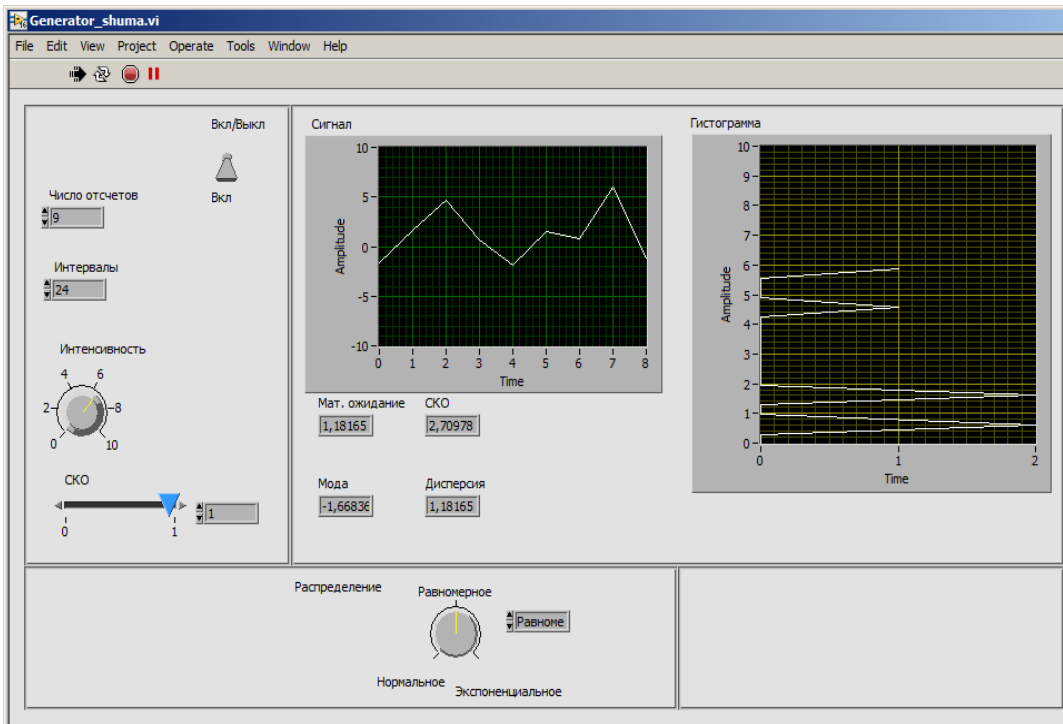 Generator_shuma.vi
File Edit View Project Operate Tools Window Help
Вкл/Выкл
Вкл
Число отсчетов
9
Интервалы
24
Интенсивность
0 2 4 6 8 10
СКО
0 1
1
Сигнал
Amplitude
10
5
0
-5
-10
0 1 2 3 4 5 6 7 8
Time
Мат. ожидание СКО
1,18165 2,70978
Мода Дисперсия
-1,66836 1,18165
Гистограмма
Amplitude
10
9
8
7
6
5
4
3
2
1
0
0 1 2
Time
Распределение
Равномерное
Равноме
Нормальное
Экспоненциальное